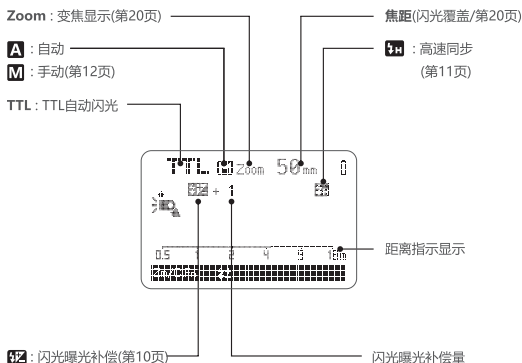 Zoom : 变焦显示(第20页)
焦距(闪光覆盖/第20页)
A : 自动
H : 高速同步
M : 手动(第12页)
(第11页)
TTL : TTL自动闪光
TTL Zoom 50 mm
+ 1
0.5 1 2 4 9 18m
距离指示显示
: 闪光曝光补偿(第10页)
闪光曝光补偿量